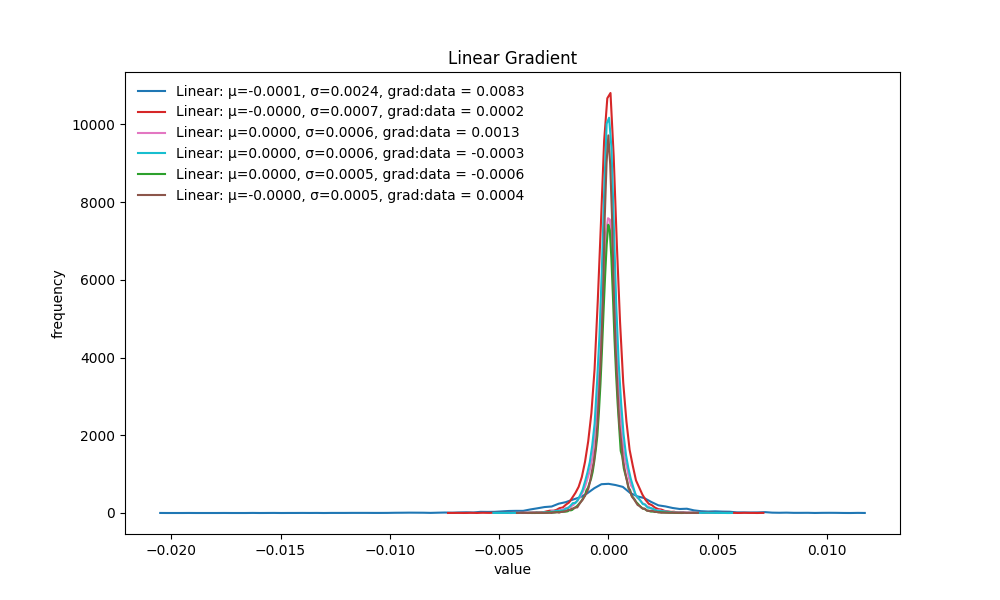 Linear Gradient
Linear: μ=-0.0001, σ=0.0024, grad:data = 0.0083
Linear: μ=-0.0000, σ=0.0007, grad:data = 0.0002
Linear: μ=0.0000, σ=0.0006, grad:data = 0.0013
Linear: μ=0.0000, σ=0.0006, grad:data = -0.0003
Linear: μ=0.0000, σ=0.0005, grad:data = -0.0006
Linear: μ=-0.0000, σ=0.0005, grad:data = 0.0004
10000
8000
6000
4000
2000
0
frequency
−0.020 −0.015 −0.010 −0.005 0.000 0.005 0.010
value